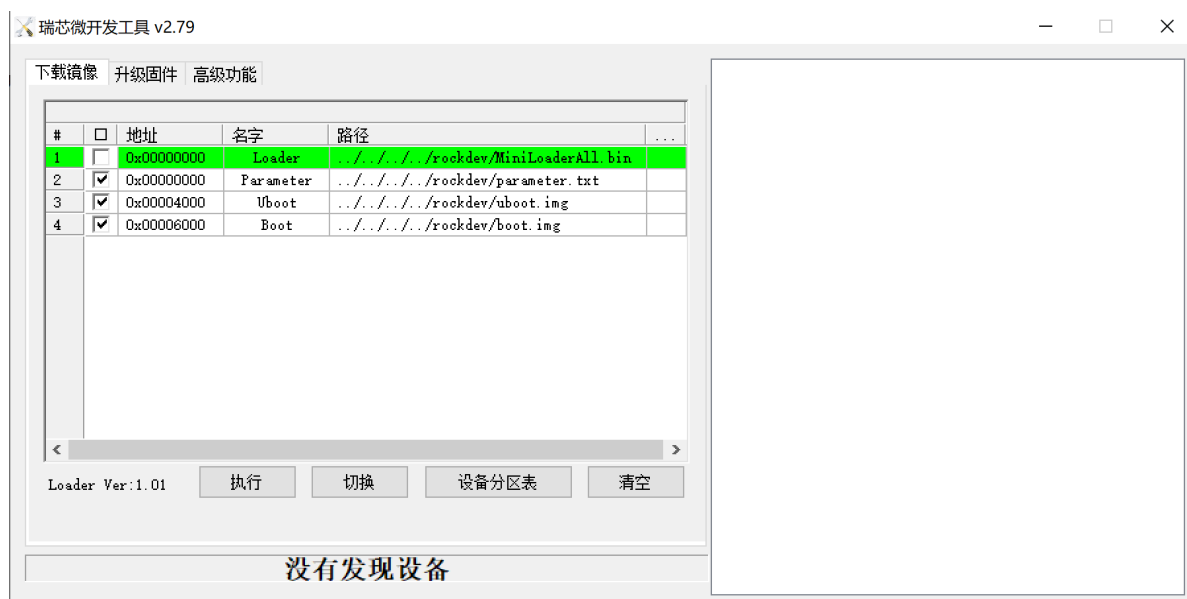 瑞芯微开发工具 v2.79
下载镜像 升级固件 高级功能
# 地址 名字 路径 ...
1 0x00000000 Loader ../../../../rockdev/MiniLoaderAll.bin
2 0x00000000 Parameter ../../../../rockdev/parameter.txt
3 0x00004000 Uboot ../../../../rockdev/uboot.img
4 0x00006000 Boot ../../../../rockdev/boot.img
Loader Ver:1.01 执行 切换 设备分区表 清空
没有发现设备